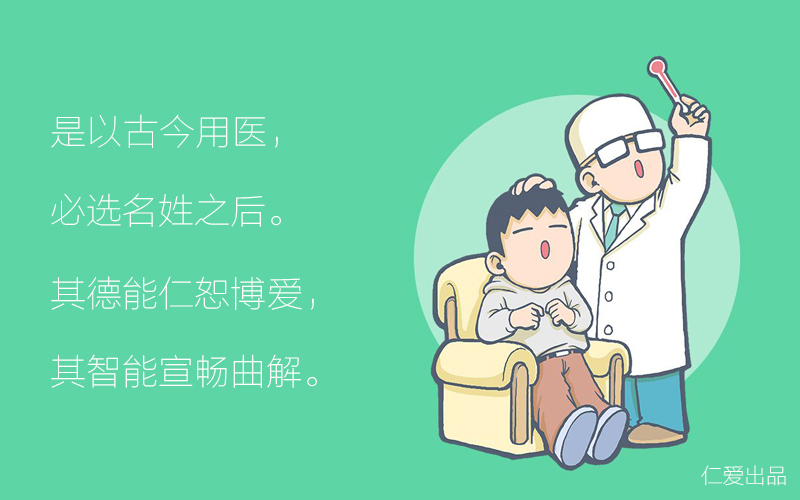 是以古今用医，
必选名姓之后。
其德能仁恕博爱，
其智能宣畅曲解。
仁爱出品